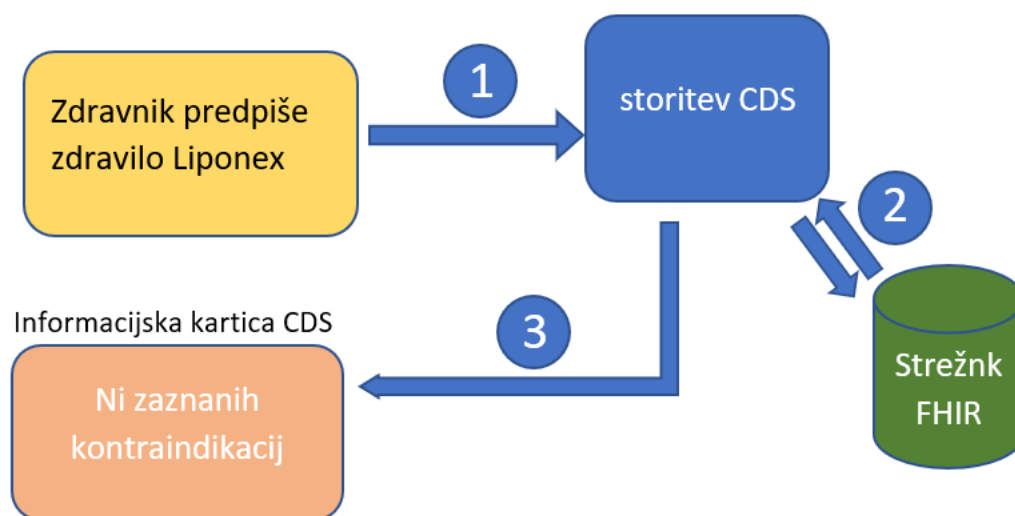 Zdravnik predpiše
zdravilo Liponex
1
storitev CDS
2
Strežnk
FHIR
3
Informacijska kartica CDS
Ni zaznanih
kontraindikacij